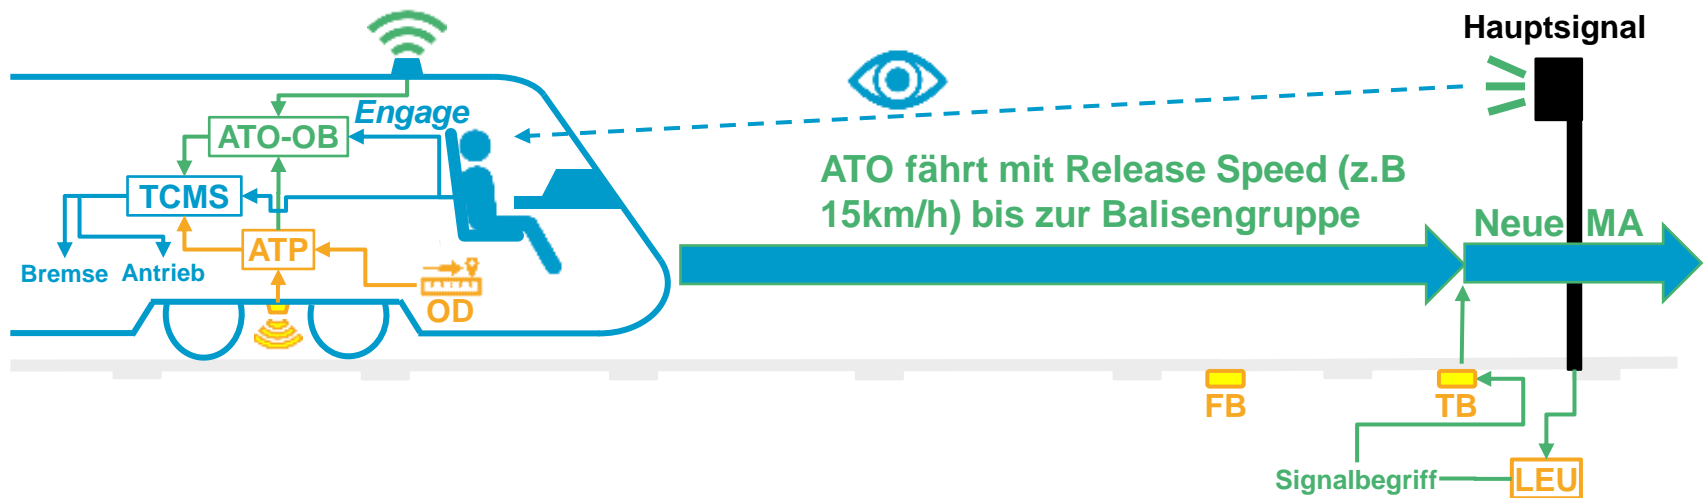 Hauptsignal
Engage
ATO-OB
TCMS
ATP
Bremse
Antrieb
OD
ATO fährt mit Release Speed (z.B
15km/h) bis zur Balisengruppe
Neue MA
FB
TB
Signalbegriff
LEU